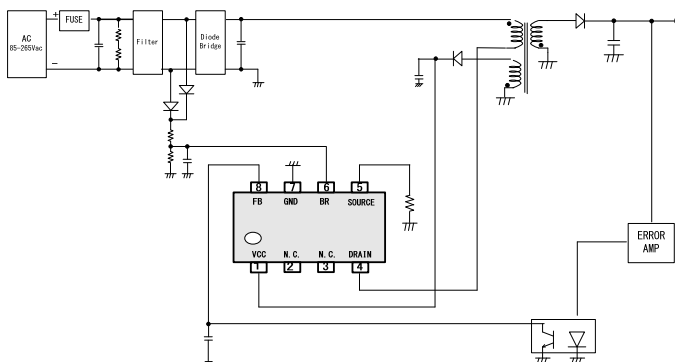 AC
85-265Vac
+
−
FUSE
Filter
Diode
Bridge
8 7 6 5
FB GND BR SOURCE
VCC N.C. N.C. DRAIN
1 2 3 4
ERROR
AMP